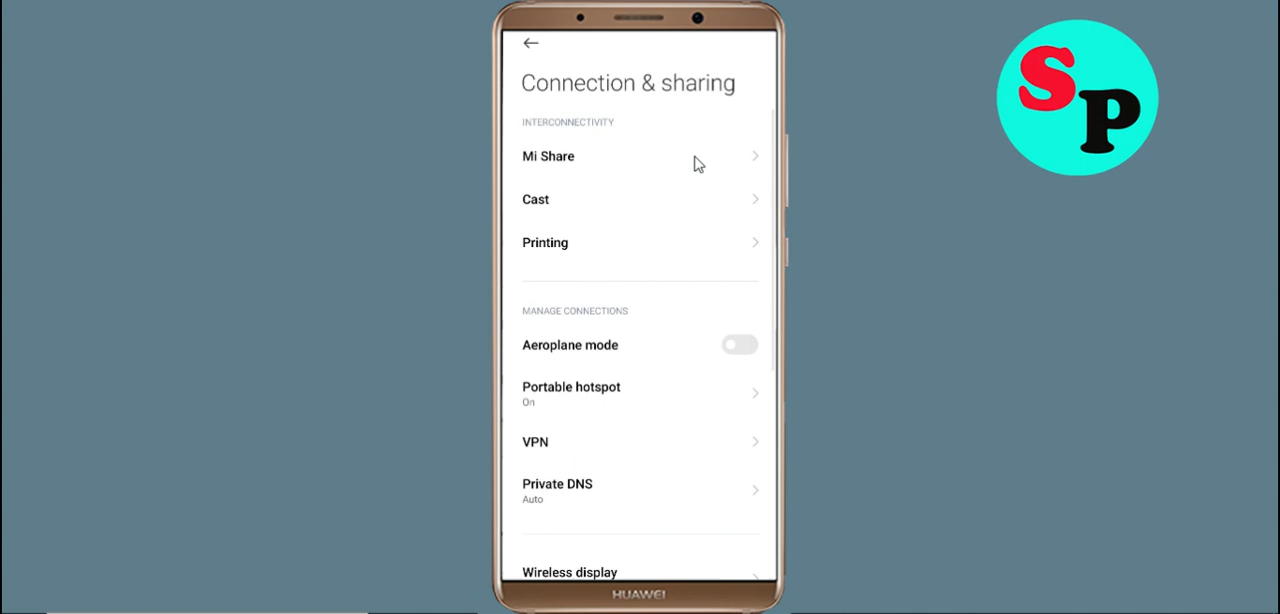 Connection & sharing
INTERCONNECTIVITY
Mi Share
Cast
Printing
MANAGE CONNECTIONS
Aeroplane mode
Portable hotspot
On
VPN
Private DNS
Auto
Wireless display
HUAWEI
SP